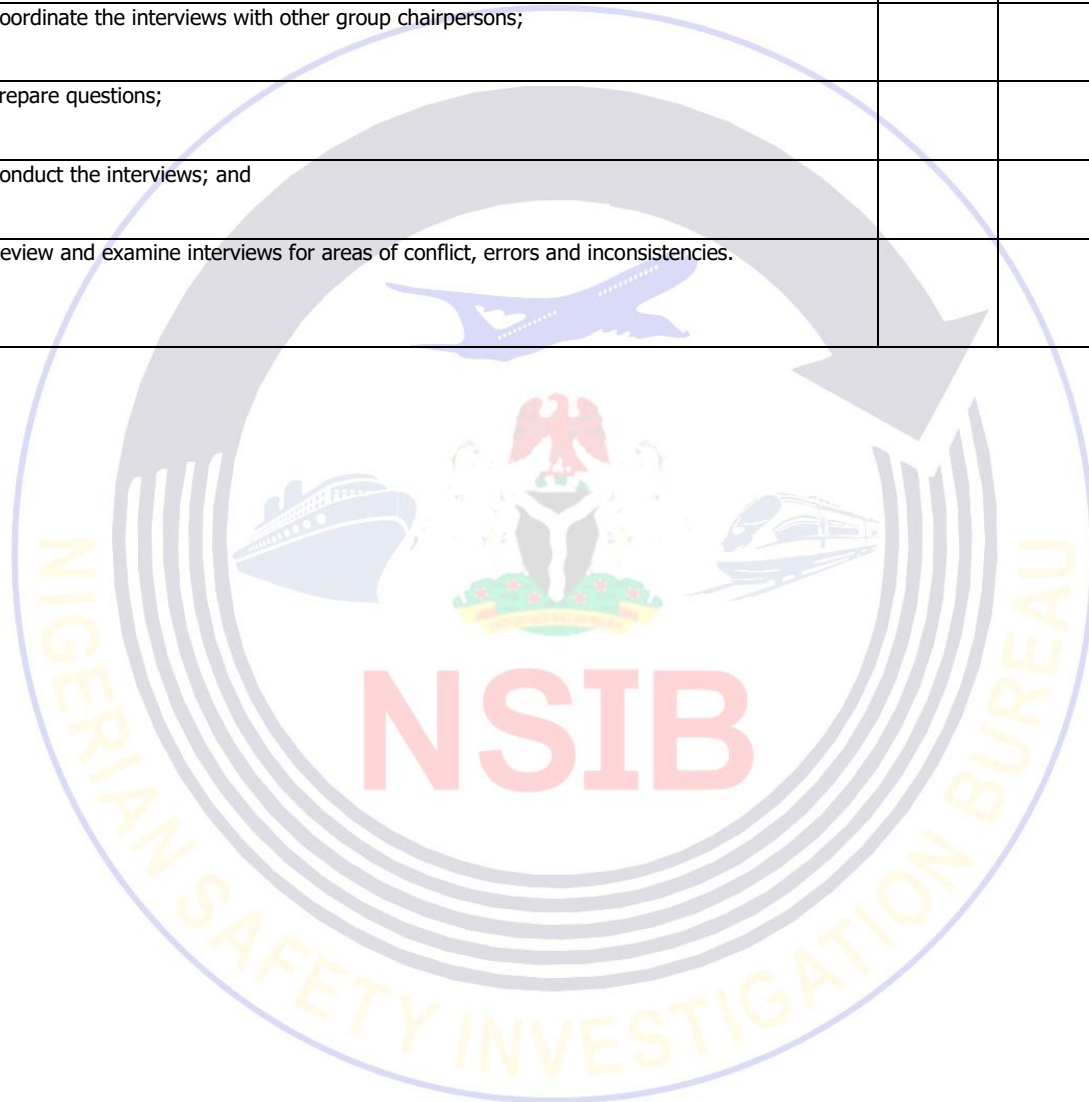 oordinate the interviews with other group chairpersons;
repare questions;
onduct the interviews; and
eview and examine interviews for areas of conflict, errors and inconsistencies.
NSIB
NIGERIAN SAFETY INVESTIGATION BUREAU